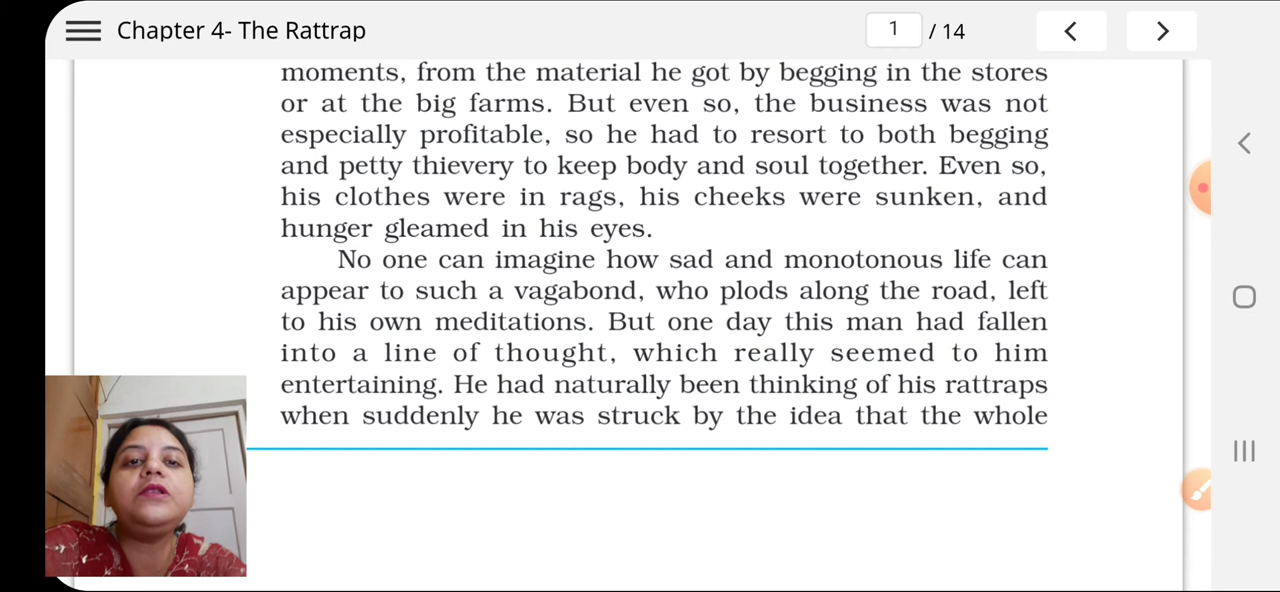 Chapter 4- The Rattrap
1 / 14
moments, from the material he got by begging in the stores
or at the big farms. But even so, the business was not
especially profitable, so he had to resort to both begging
and petty thievery to keep body and soul together. Even so,
his clothes were in rags, his cheeks were sunken, and
hunger gleamed in his eyes.
No one can imagine how sad and monotonous life can
appear to such a vagabond, who plods along the road, left
to his own meditations. But one day this man had fallen
into a line of thought, which really seemed to him
entertaining. He had naturally been thinking of his rattraps
when suddenly he was struck by the idea that the whole